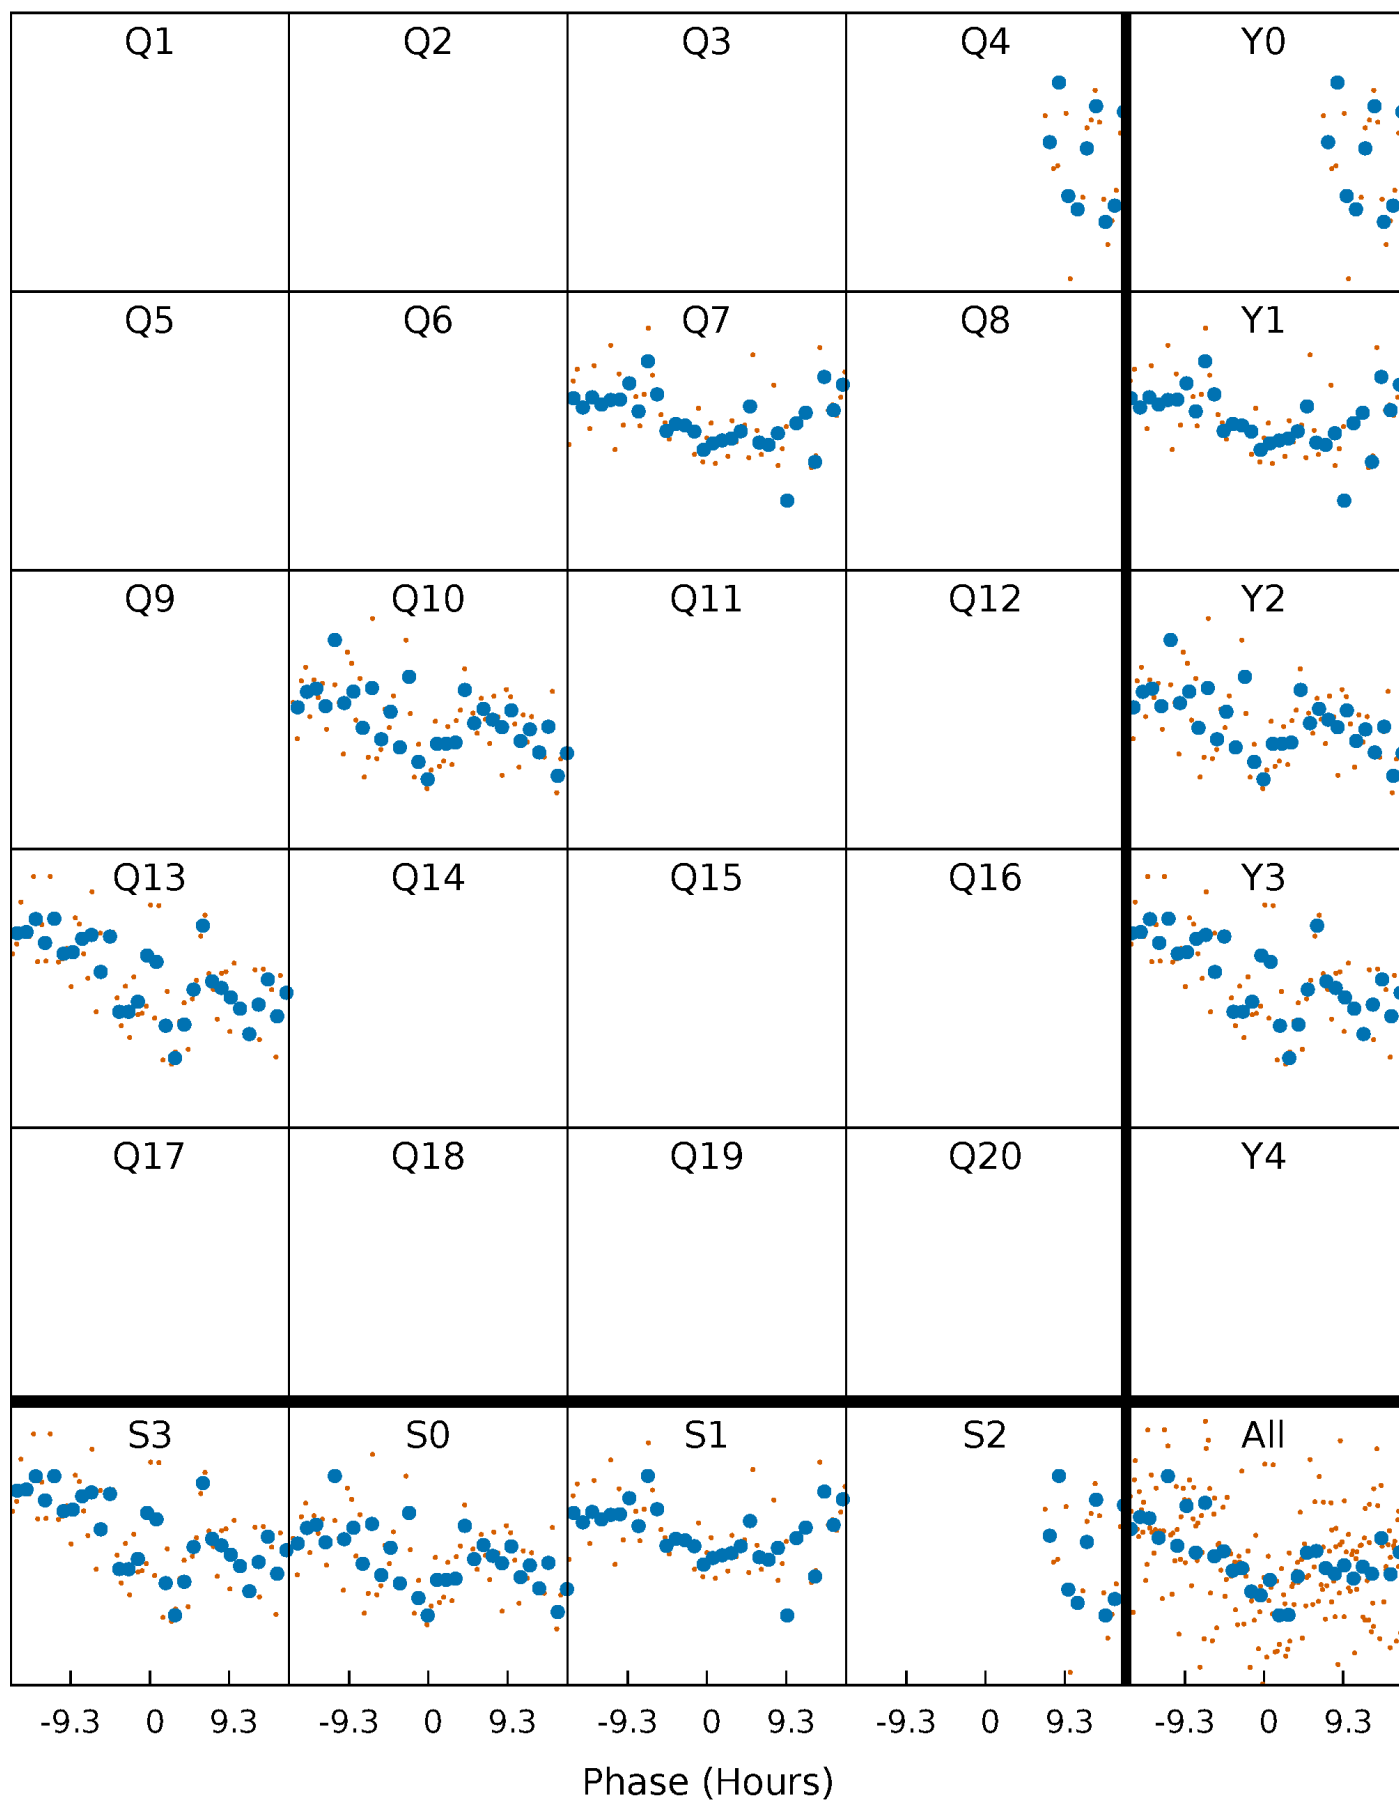 Q1 Q2 Q3 Q4 Y0
Q5 Q6 Q7 Q8 Y1
Q9 Q10 Q11 Q12 Y2
Q13 Q14 Q15 Q16 Y3
Q17 Q18 Q19 Q20 Y4
S3 S0 S1 S2 All
-9.3 0 9.3 -9.3 0 9.3 -9.3 0 9.3 -9.3 0 9.3 -9.3 0 9.3
Phase (Hours)